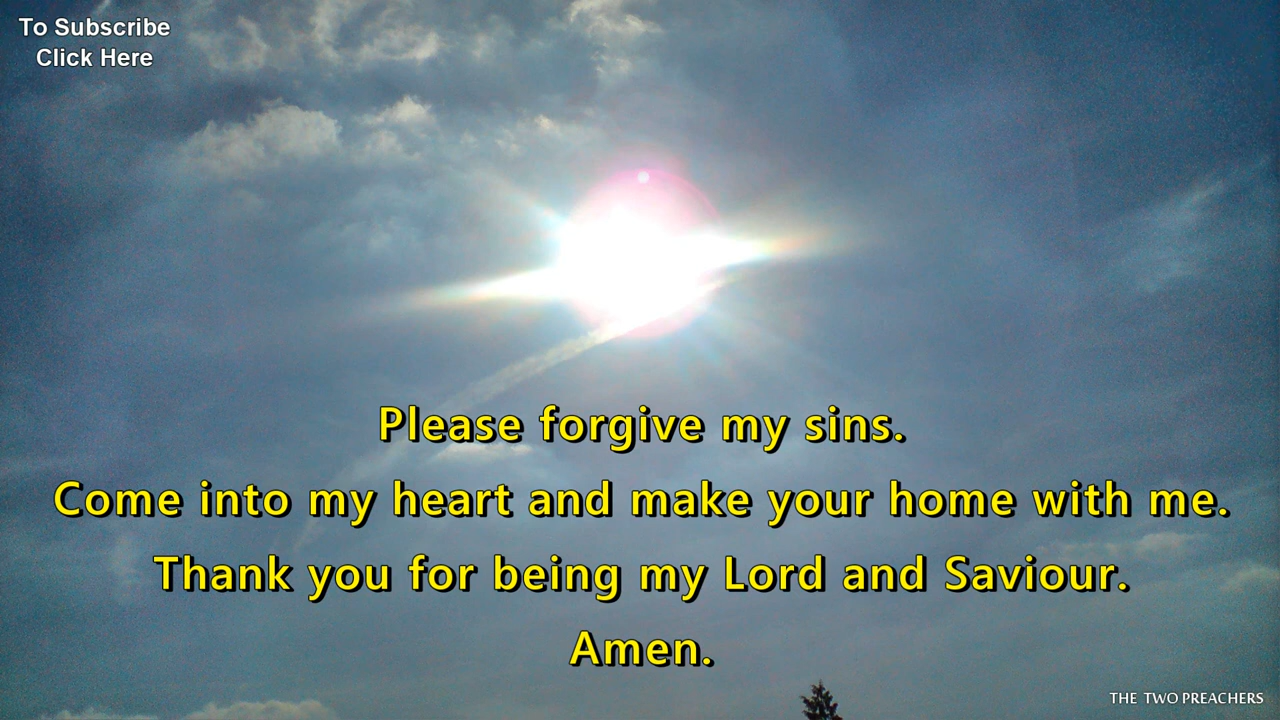 To Subscribe
Click Here
Please forgive my sins.
Come into my heart and make your home with me.
Thank you for being my Lord and Saviour.
Amen.
THE TWO PREACHERS